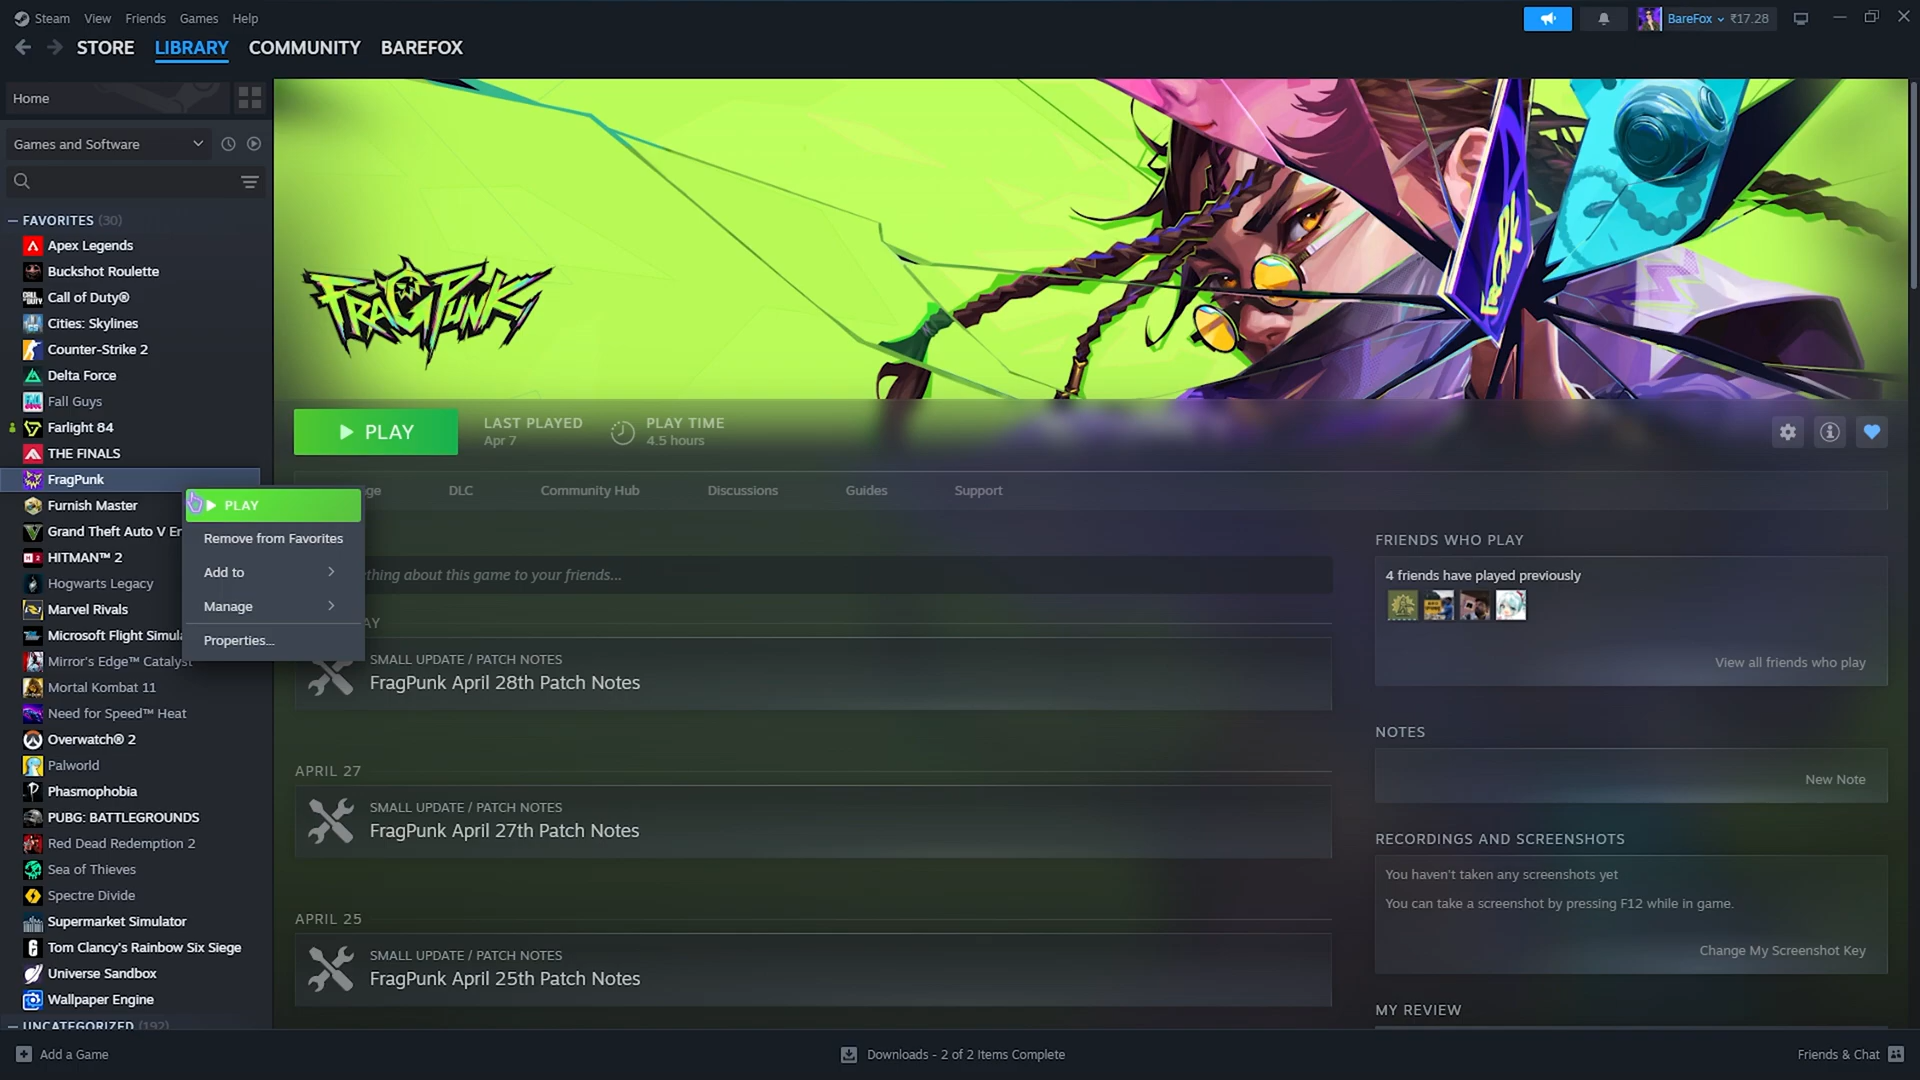 Steam View Friends Games Help
BareFox ₹17.28
STORE LIBRARY COMMUNITY BAREFOX
Home
Games and Software
FAVORITES (30)
Apex Legends
Buckshot Roulette
Call of Duty®
Cities: Skylines
Counter-Strike 2
Delta Force
Fall Guys
Farlight 84
THE FINALS
FragPunk
Furnish Master
Grand Theft Auto V En
HITMAN™ 2
Hogwarts Legacy
Marvel Rivals
Microsoft Flight Simula
Mirror's Edge™ Catalyst
Mortal Kombat 11
Need for Speed™ Heat
Overwatch® 2
Palworld
Phasmophobia
PUBG: BATTLEGROUNDS
Red Dead Redemption 2
Sea of Thieves
Spectre Divide
Supermarket Simulator
Tom Clancy's Rainbow Six Siege
Universe Sandbox
Wallpaper Engine
UNCATEGORIZED (192)
PLAY
Remove from Favorites
Add to
Manage
Properties...
FRAGPUNK
PLAY
LAST PLAYED
Apr 7
PLAY TIME
4.5 hours
ge DLC Community Hub Discussions Guides Support
thing about this game to your friends...
AY
SMALL UPDATE / PATCH NOTES
FragPunk April 28th Patch Notes
APRIL 27
SMALL UPDATE / PATCH NOTES
FragPunk April 27th Patch Notes
APRIL 25
SMALL UPDATE / PATCH NOTES
FragPunk April 25th Patch Notes
FRIENDS WHO PLAY
4 friends have played previously
View all friends who play
NOTES
New Note
RECORDINGS AND SCREENSHOTS
You haven't taken any screenshots yet
You can take a screenshot by pressing F12 while in game.
Change My Screenshot Key
MY REVIEW
Add a Game
Downloads - 2 of 2 Items Complete
Friends & Chat